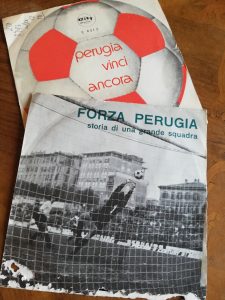 perugia
vinci
ancora
FORZA PERUGIA
storia di una grande squadra